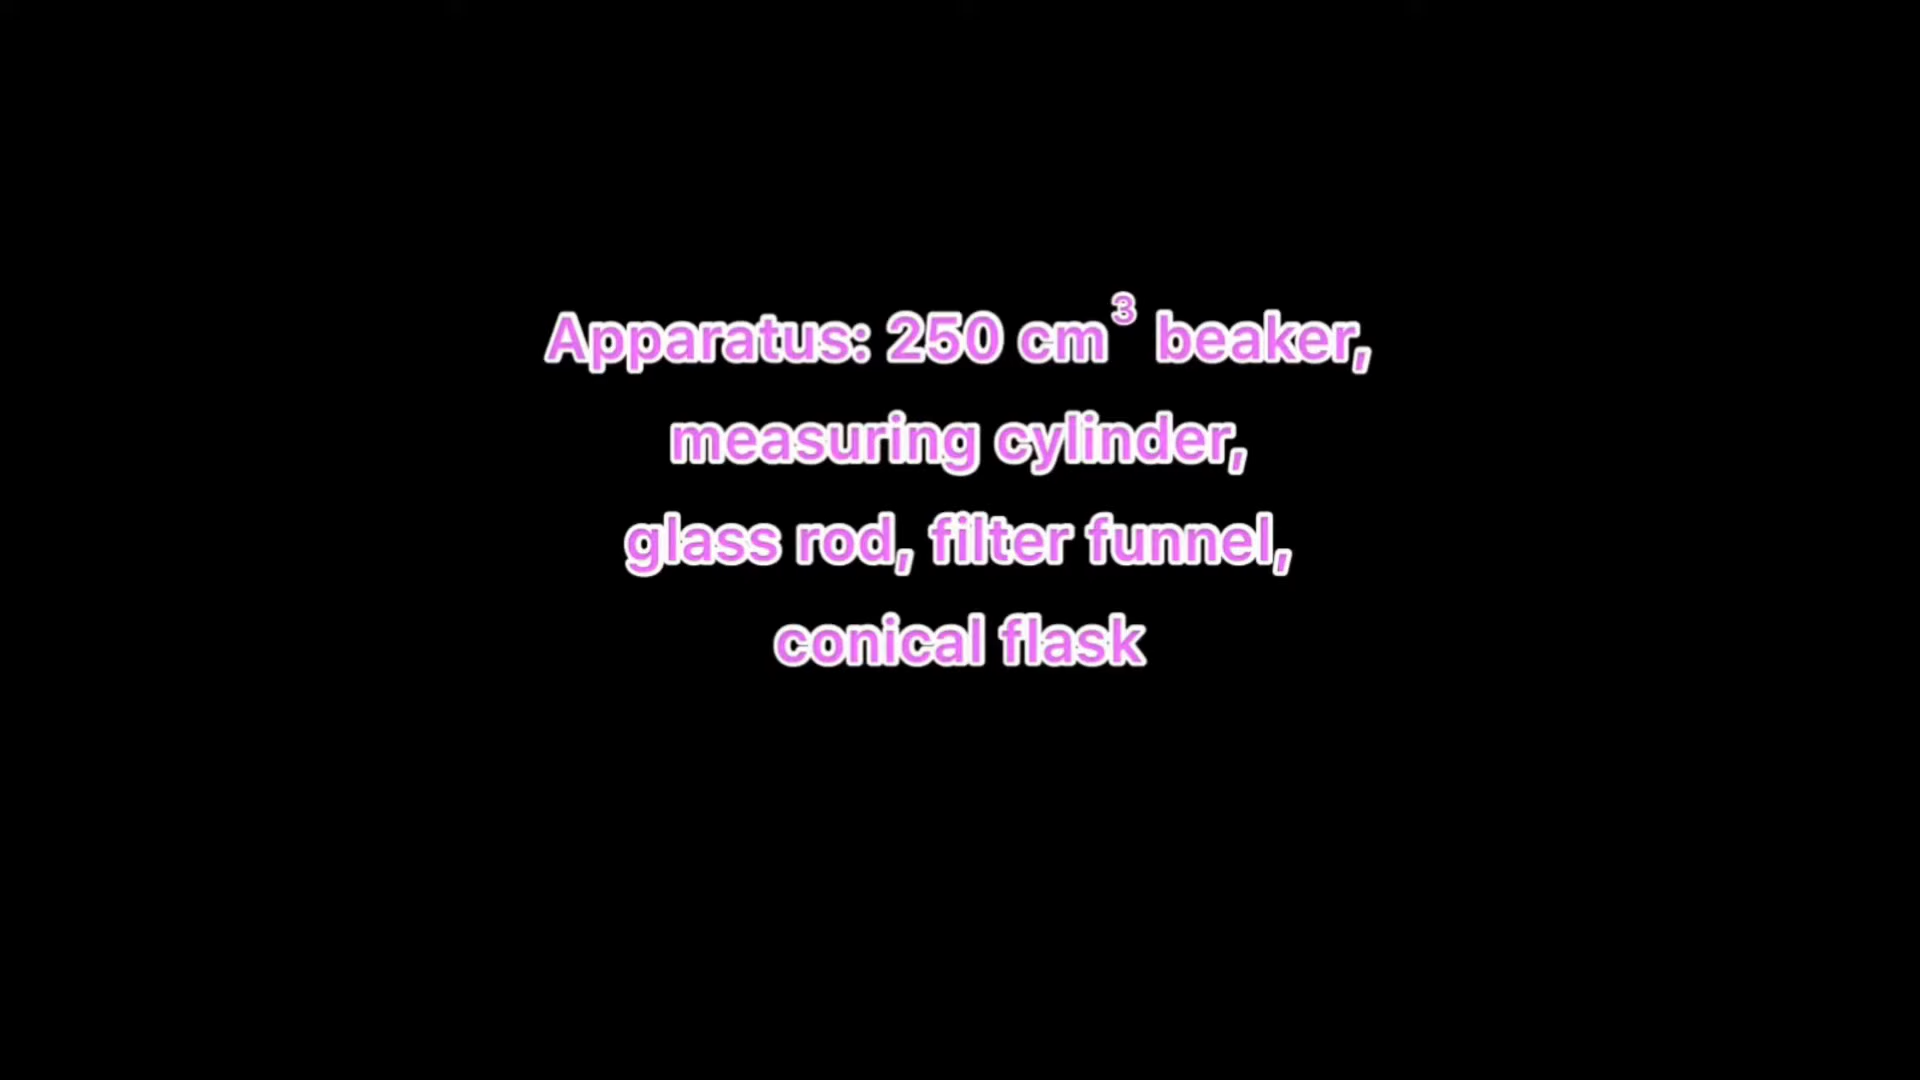 Apparatus: 250 cm³ beaker,
measuring cylinder,
glass rod, filter funnel,
conical flask